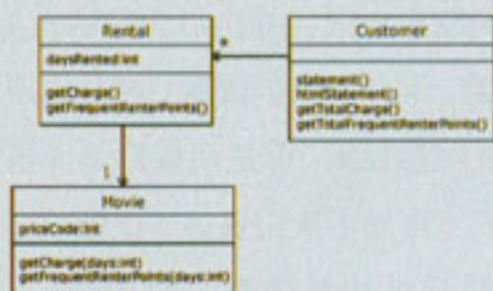 Rental
daysRented:int
getCharge()
getFrequentRenterPoints()
*
Customer
statement()
htmlStatement()
getTotalCharge()
getTotalFrequentRenterPoints()
1
Movie
priceCode:int
getCharge(days:int)
getFrequentRenterPoints(days:int)